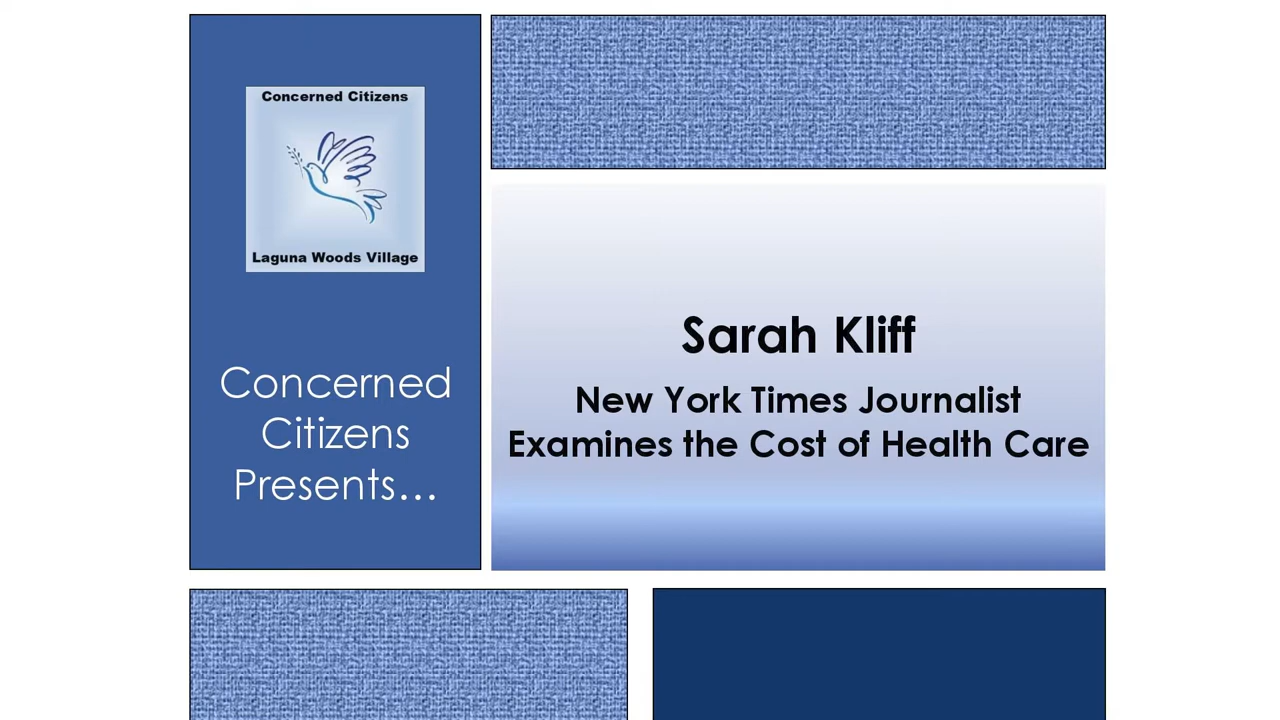 Concerned Citizens
Laguna Woods Village
Concerned
Citizens
Presents...
Sarah Kliff
New York Times Journalist
Examines the Cost of Health Care